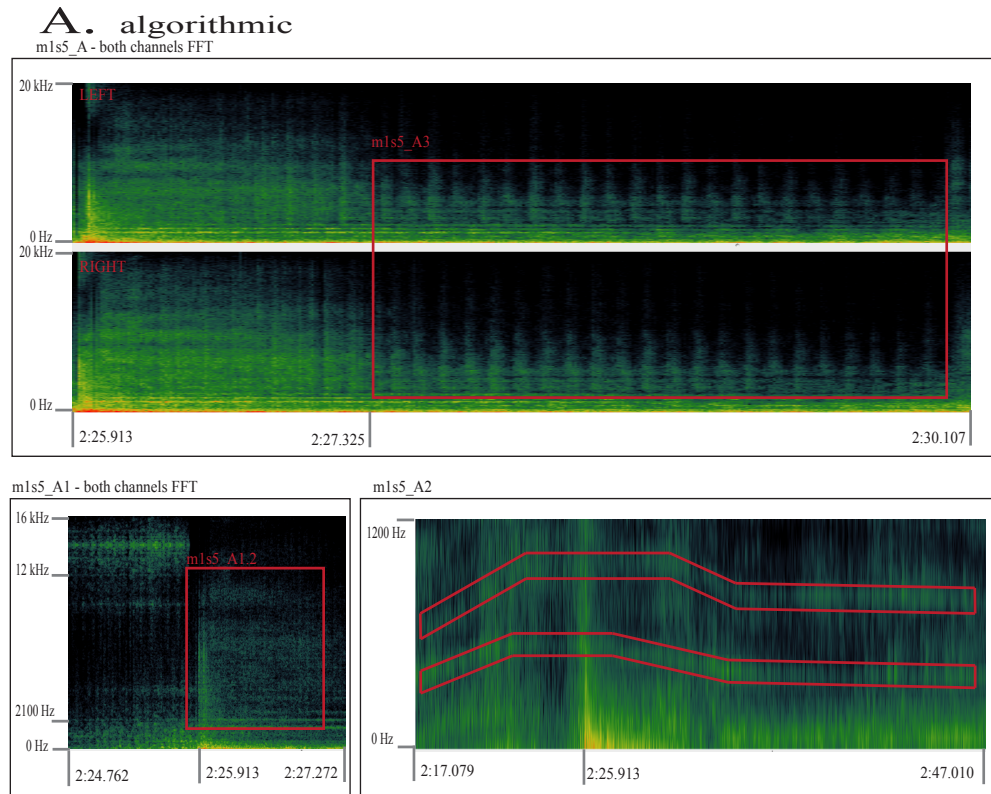 A. algorithmic
m1s5_A - both channels FFT
20 kHz
LEFT
m1s5_A3
0 Hz
20 kHz
RIGHT
0 Hz
2:25.913
2:27.325
2:30.107
m1s5_A1 - both channels FFT
16 kHz
m1s5_A1.2
12 kHz
2100 Hz
0 Hz
2:24.762
2:25.913
2:27.272
m1s5_A2
1200 Hz
0 Hz
2:17.079
2:25.913
2:47.010